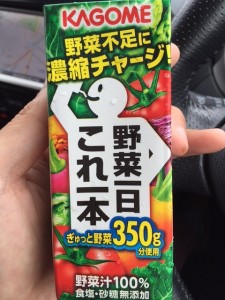 KAGOME
野菜不足に
濃縮チャージ!
野菜一日
これ一本
ぎゅっと野菜350g
分使用
野菜汁100%
食塩・砂糖無添加